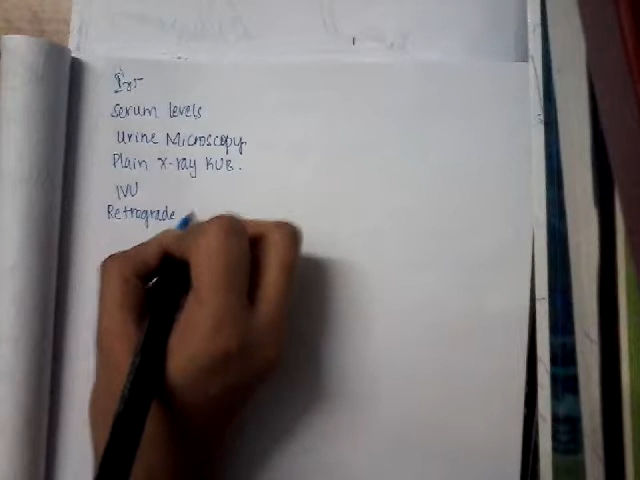 Serum levels
Urine Microscopy
Plain X-ray KUB.
IVU
Retrograde